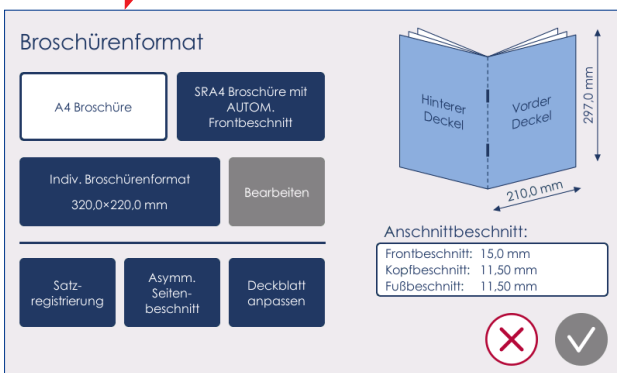 Broschürenformat
A4 Broschüre
SRA4 Broschüre mit
AUTOM.
Frontbeschnitt
Indiv. Broschürenformat
320,0×220,0 mm
Bearbeiten
Satz-
registrierung
Asymm.
Seiten-
beschnitt
Deckblatt
anpassen
Hinterer
Deckel
Vorder
Deckel
297,0 mm
210,0 mm
Anschnittbeschnitt:
Frontbeschnitt: 15,0 mm
Kopfbeschnitt: 11,50 mm
Fußbeschnitt: 11,50 mm